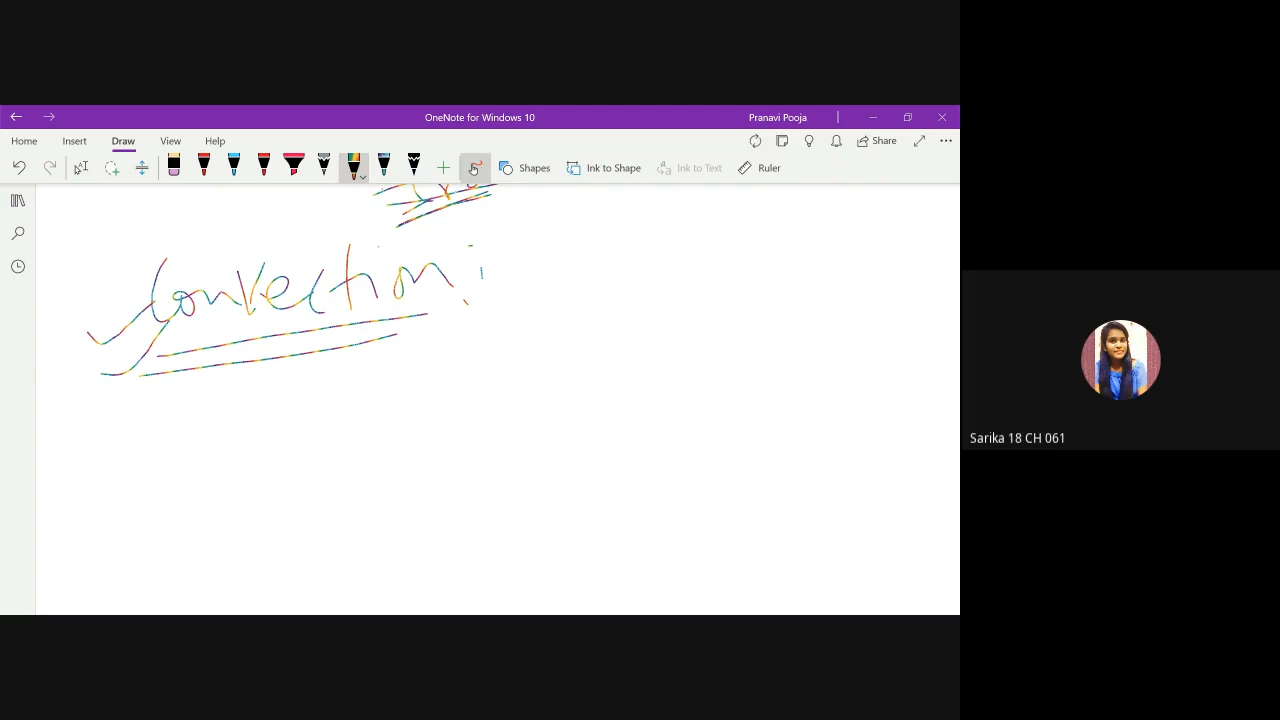 OneNote for Windows 10
Pranavi Pooja
Home Insert Draw View Help
Share
Shapes Ink to Shape Ink to Text Ruler
Convection :
Sarika 18 CH 061